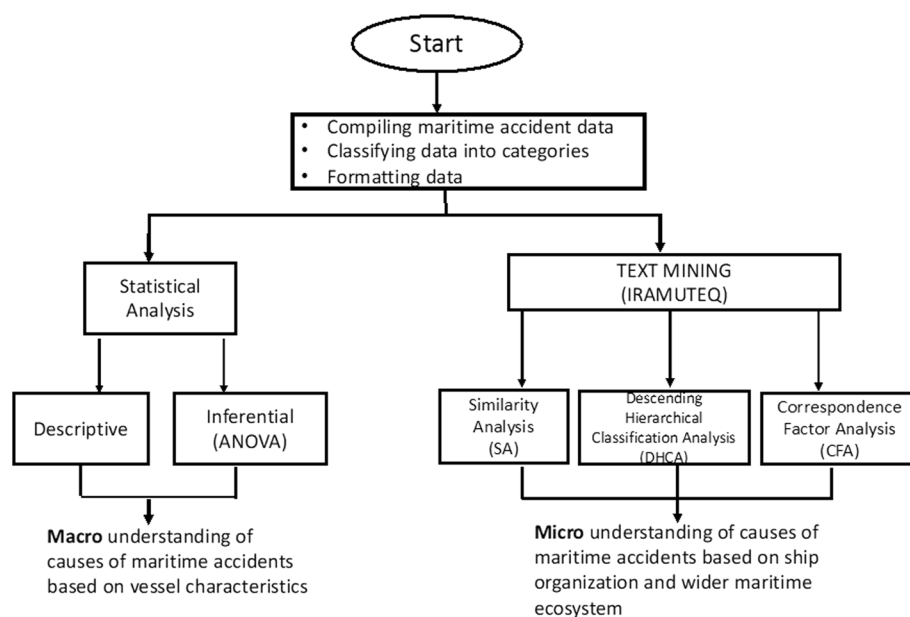 Start
• Compiling maritime accident data
• Classifying data into categories
• Formatting data
Statistical
Analysis
TEXT MINING
(IRAMUTEQ)
Descriptive
Inferential
(ANOVA)
Similarity
Analysis
(SA)
Descending
Hierarchical
Classification Analysis
(DHCA)
Correspondence
Factor Analysis
(CFA)
Macro understanding of
causes of maritime accidents
based on vessel characteristics
Micro understanding of causes of
maritime accidents based on ship
organization and wider maritime
ecosystem